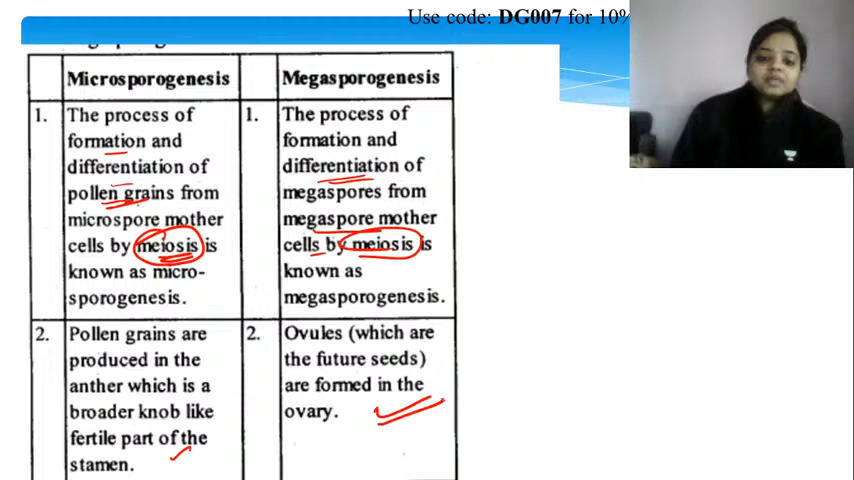 Use code: DG007 for 10%
Microsporogenesis
Megasporogenesis
1. The process of
formation and
differentiation of
pollen grains from
microspore mother
cells by meiosis is
known as micro-
sporogenesis.
1. The process of
formation and
differentiation of
megaspores from
megaspore mother
cells by meiosis is
known as
megasporogenesis.
2. Pollen grains are
produced in the
anther which is a
broader knob like
fertile part of the
stamen.
2. Ovules (which are
the future seeds)
are formed in the
ovary.